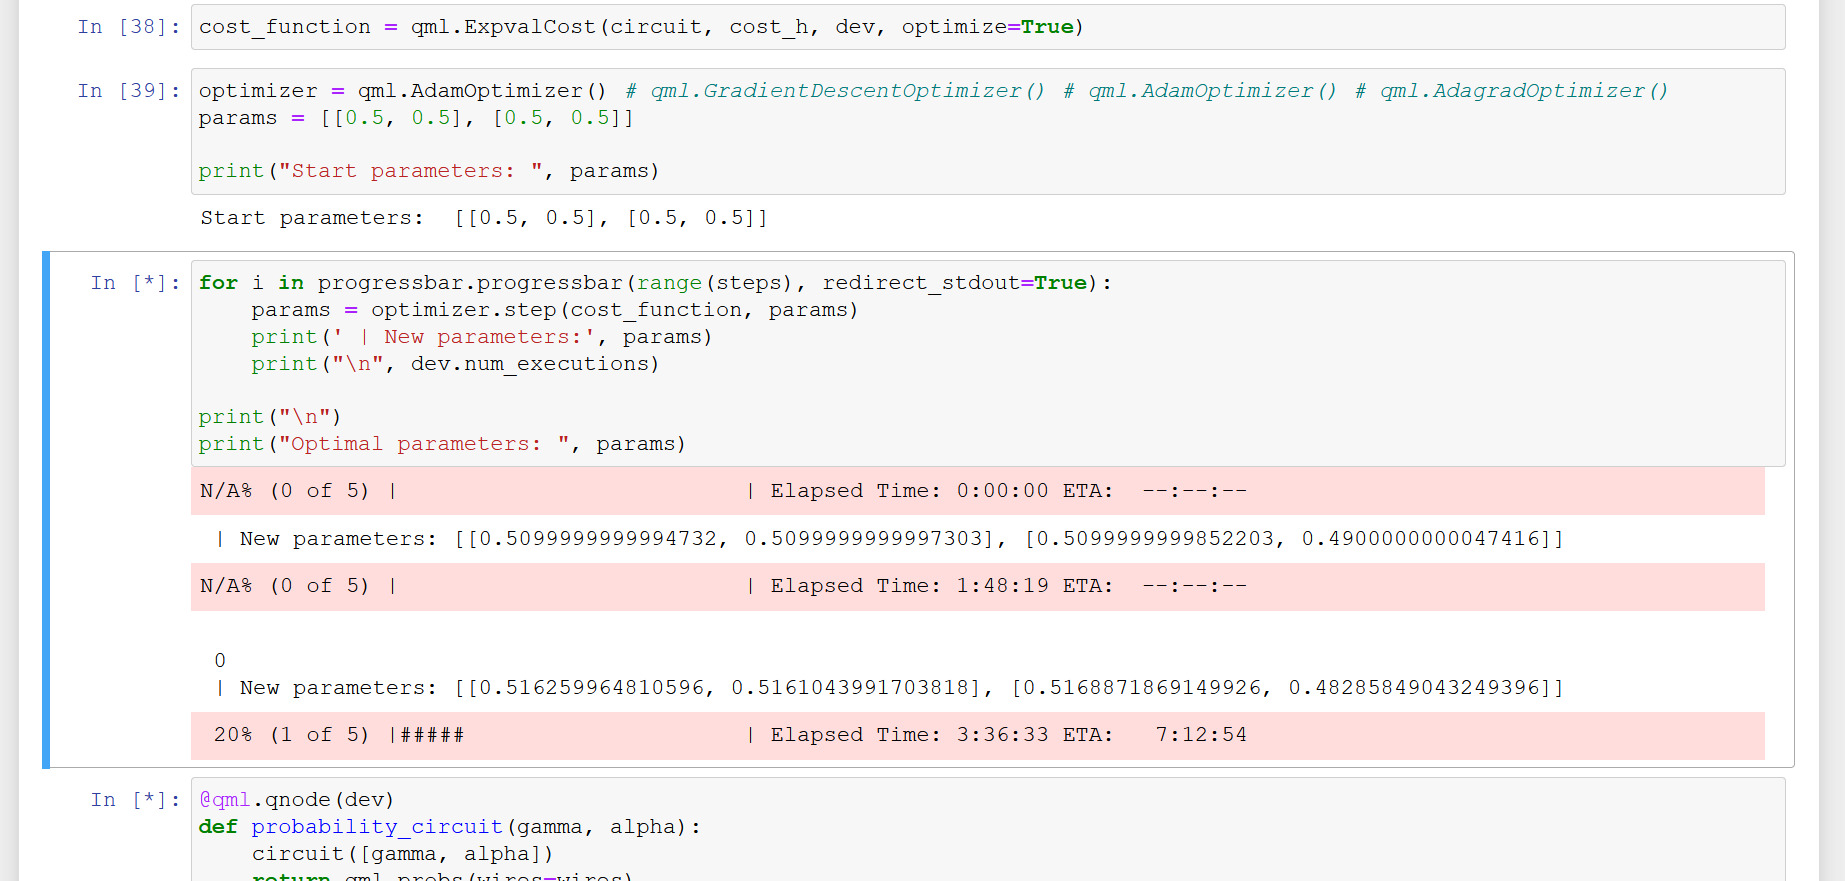 In [38]: cost_function = qml.ExpvalCost(circuit, cost_h, dev, optimize=True)
In [39]: optimizer = qml.AdamOptimizer() # qml.GradientDescentOptimizer() # qml.AdamOptimizer() # qml.AdagradOptimizer()
params = [[0.5, 0.5], [0.5, 0.5]]
print("Start parameters: ", params)
Start parameters:  [[0.5, 0.5], [0.5, 0.5]]
In [*]: for i in progressbar.progressbar(range(steps), redirect_stdout=True):
    params = optimizer.step(cost_function, params)
    print(' | New parameters:', params)
    print("\n", dev.num_executions)
print("\n")
print("Optimal parameters: ", params)
N/A% (0 of 5) |                          | Elapsed Time: 0:00:00 ETA:  --:--:--
 | New parameters: [[0.5099999999994732, 0.5099999999997303], [0.5099999999852203, 0.4900000000047416]]
N/A% (0 of 5) |                          | Elapsed Time: 1:48:19 ETA:  --:--:--
 0
 | New parameters: [[0.516259964810596, 0.5161043991703818], [0.5168871869149926, 0.48285849043249396]]
 20% (1 of 5) |#####                     | Elapsed Time: 3:36:33 ETA:   7:12:54
In [*]: @qml.qnode(dev)
def probability_circuit(gamma, alpha):
    circuit([gamma, alpha])
    return qml.probs(wires=wires)